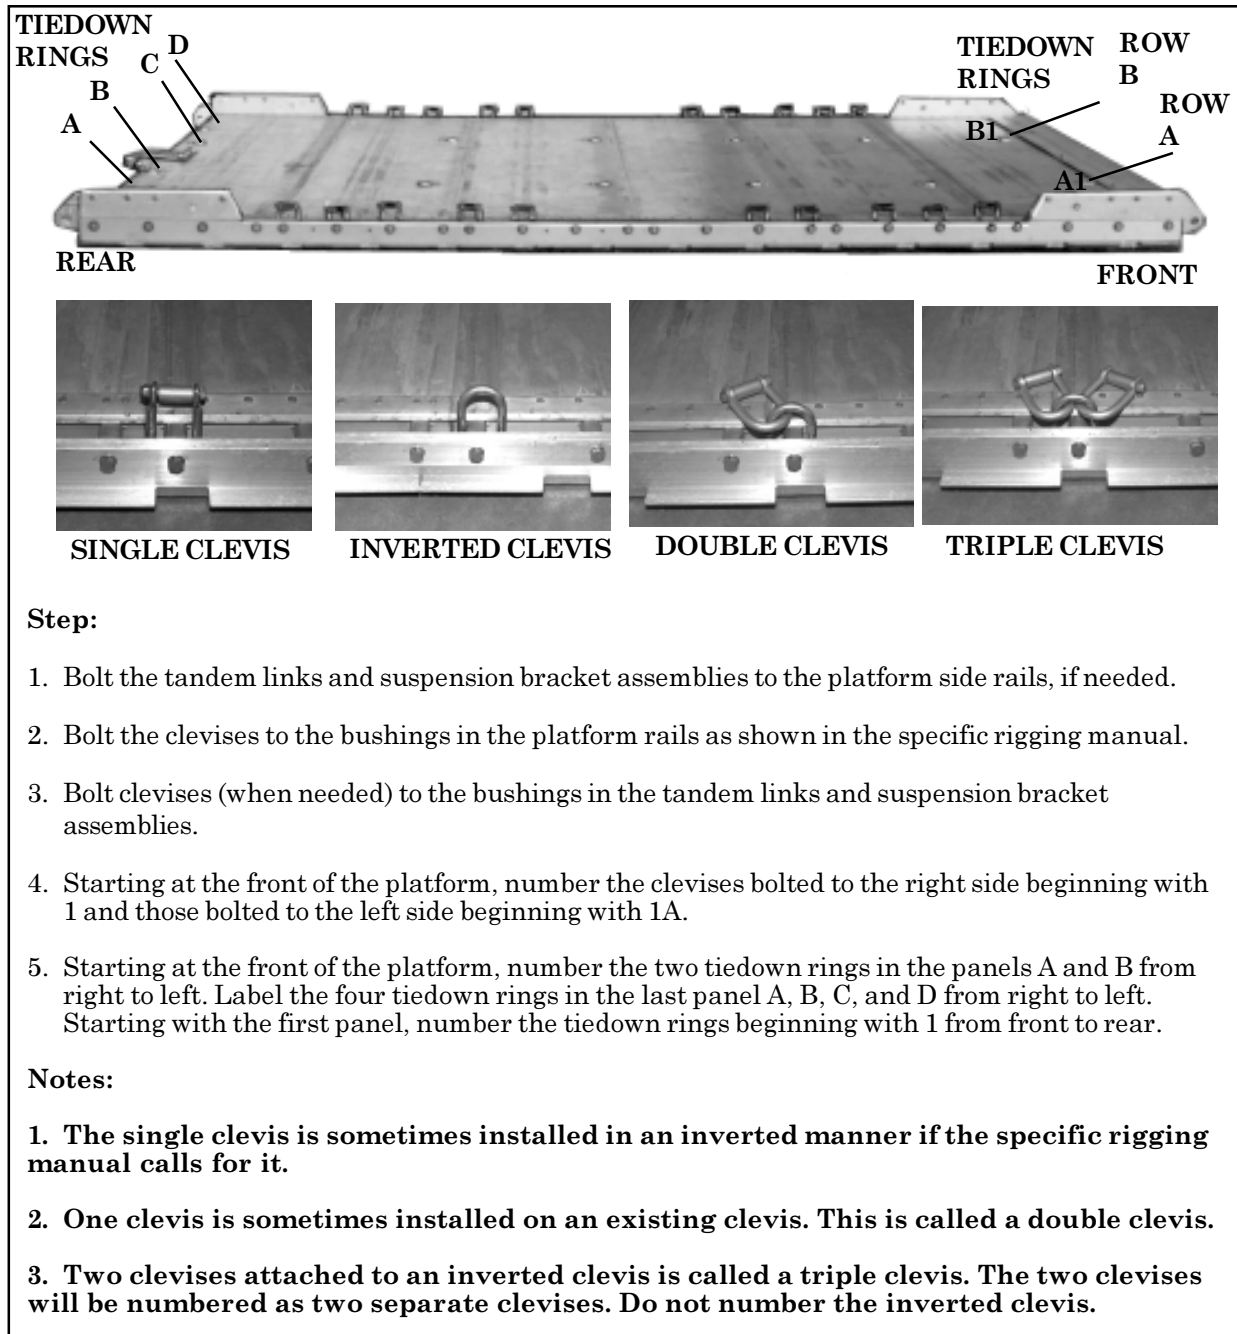 TIEDOWN
RINGS
D
C
B
A
TIEDOWN
RINGS
ROW
B
ROW
A
B1
A1
REAR
FRONT
SINGLE CLEVIS
INVERTED CLEVIS
DOUBLE CLEVIS
TRIPLE CLEVIS
Step:
1. Bolt the tandem links and suspension bracket assemblies to the platform side rails, if needed.
2. Bolt the clevises to the bushings in the platform rails as shown in the specific rigging manual.
3. Bolt clevises (when needed) to the bushings in the tandem links and suspension bracket
assemblies.
4. Starting at the front of the platform, number the clevises bolted to the right side beginning with
1 and those bolted to the left side beginning with 1A.
5. Starting at the front of the platform, number the two tiedown rings in the panels A and B from
right to left. Label the four tiedown rings in the last panel A, B, C, and D from right to left.
Starting with the first panel, number the tiedown rings beginning with 1 from front to rear.
Notes:
1. The single clevis is sometimes installed in an inverted manner if the specific rigging
manual calls for it.
2. One clevis is sometimes installed on an existing clevis. This is called a double clevis.
3. Two clevises attached to an inverted clevis is called a triple clevis. The two clevises
will be numbered as two separate clevises. Do not number the inverted clevis.